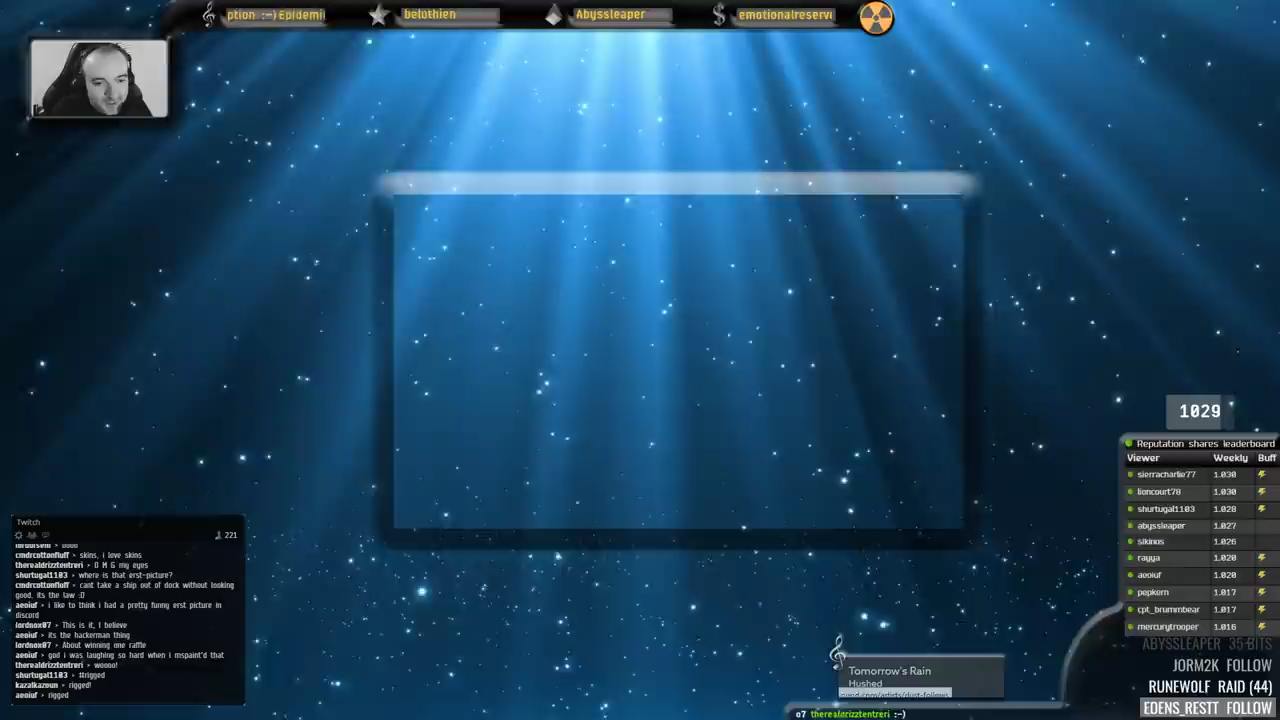 ption :-) Epidemi
belothien
Abyssleaper
emotionalreserv
1029
Reputation shares leaderboard
Viewer Weekly Buff
sierracharlie77 1.030
lioncourt78 1.030
shurtugal1103 1.028
abyssleaper 1.027
sikinus 1.026
rayya 1.020
aeoiuf 1.020
pepkern 1.017
cpt_brummbear 1.017
mercurytrooper 1.016
ABYSSLEAPER 35 BITS
JORM2K FOLLOW
RUNEWOLF RAID (44)
EDENS_RESTT FOLLOW
Twitch
221
cmdrcottonfluff > skins, i love skins
therealdrizztentreri > O M G my eyes
shurtugal1103 > where is that erst-picture?
cmdrcottonfluff > cant take a ship out of dock without looking
good, its the law :D
aeoiuf > i like to think i had a pretty funny erst picture in
discord
lordnox07 > This is it, I believe
aeoiuf > its the hackerman thing
lordnox07 > About winning one raffle
aeoiuf > god i was laughing so hard when i mspaint'd that
therealdrizztentreri > woooo!
shurtugal1103 > #rigged
kazalkazoun > rigged!
aeoiuf > rigged
Tomorrow's Rain
Hushed
o7 therealdrizztentreri :-)